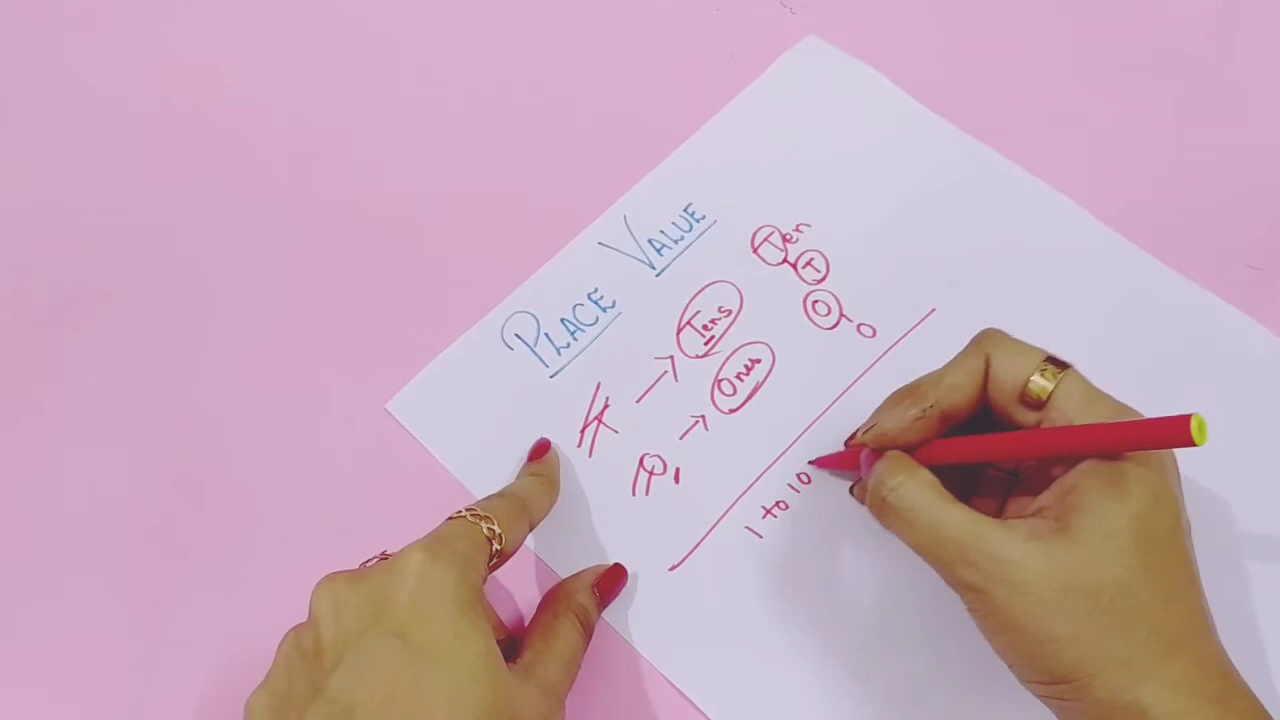 PLACE VALUE
T → Tens
O → Ones
Ten
T
O
O
1 to 10